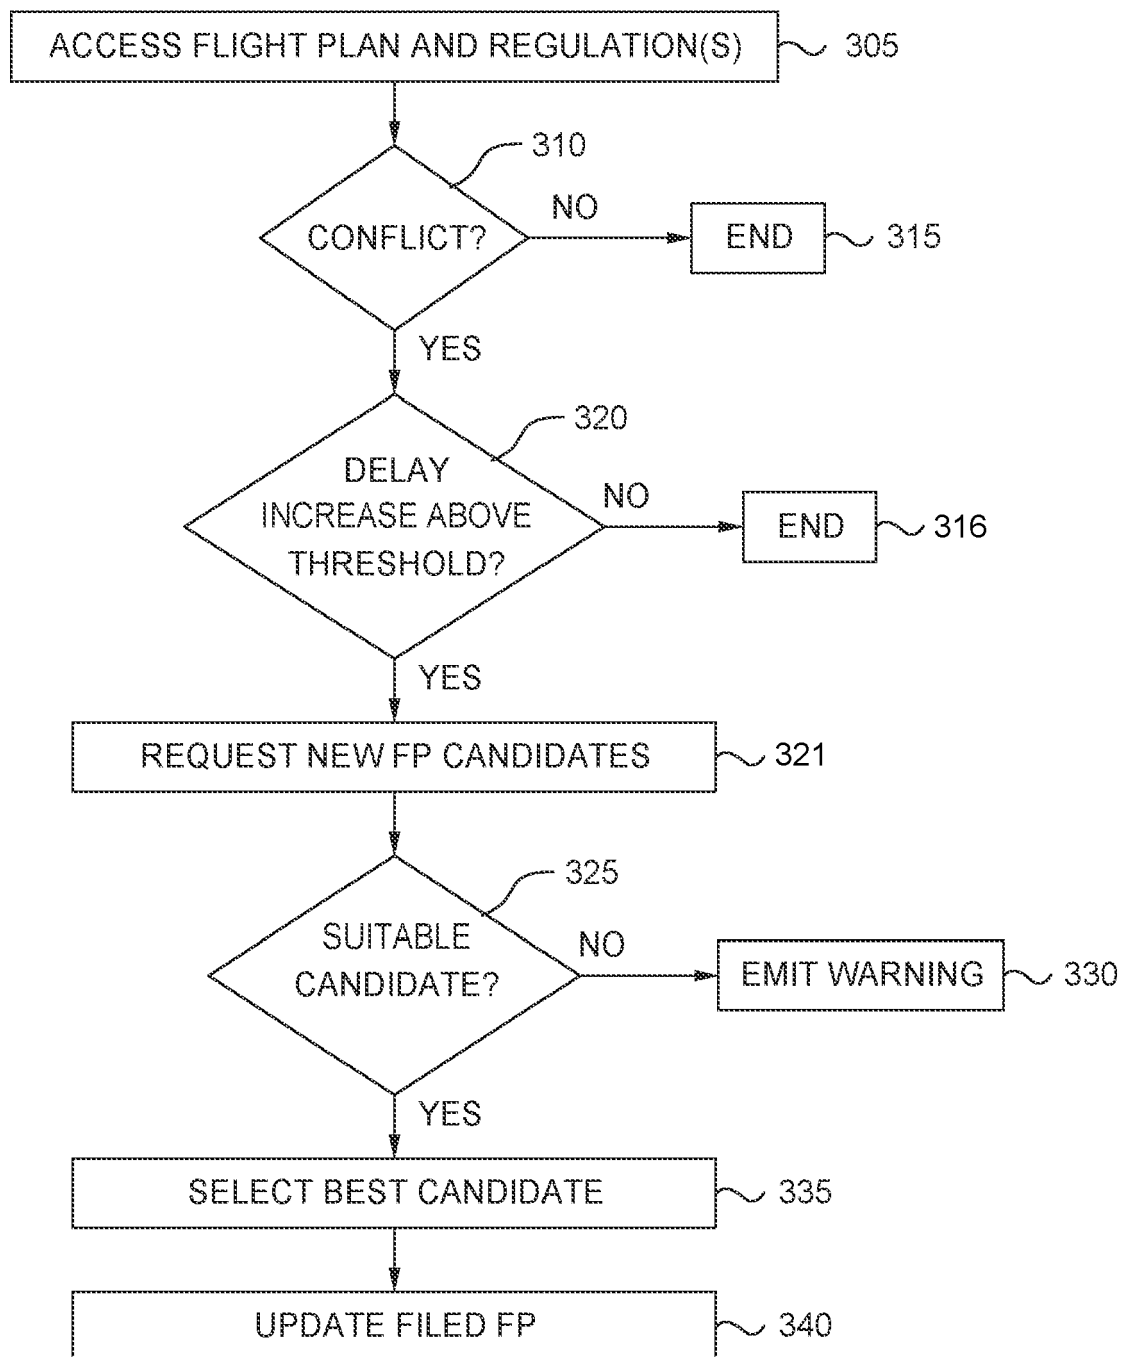 ACCESS FLIGHT PLAN AND REGULATION(S)
305
310
CONFLICT?
NO
END
315
YES
320
DELAY
INCREASE ABOVE
THRESHOLD?
NO
END
316
YES
REQUEST NEW FP CANDIDATES
321
325
SUITABLE
CANDIDATE?
NO
EMIT WARNING
330
YES
SELECT BEST CANDIDATE
335
UPDATE FILED FP
340